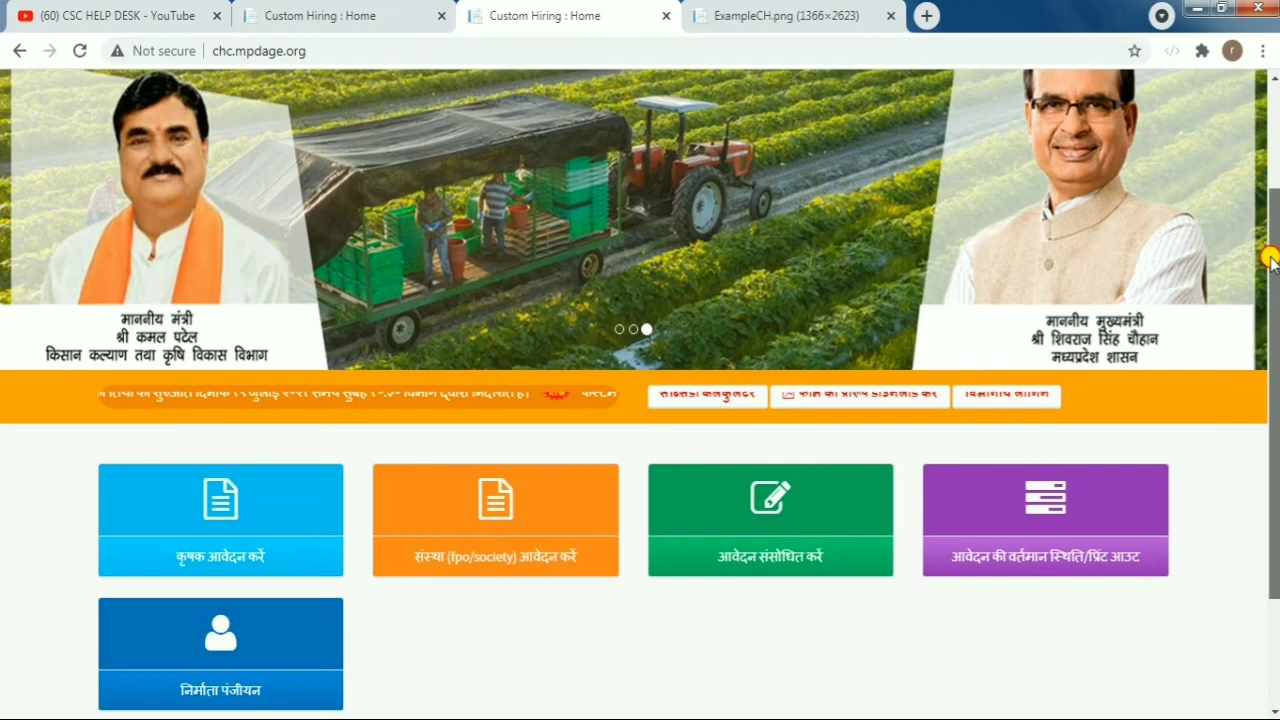 (60) CSC HELP DESK - YouTube
Custom Hiring : Home
Custom Hiring : Home
ExampleCH.png (1366×2623)
Not secure
chc.mpdage.org
r
माननीय मंत्री
श्री कमल पटेल
किसान कल्याण तथा कृषि विकास विभाग
माननीय मुख्यमंत्री
श्री शिवराज सिंह चौहान
मध्यप्रदेश शासन
कृषक आवेदन करें
संस्था (fpo/society) आवेदन करें
आवेदन संसोधित करें
आवेदन की वर्तमान स्थिति/प्रिंट आउट
निर्माता पंजीयन